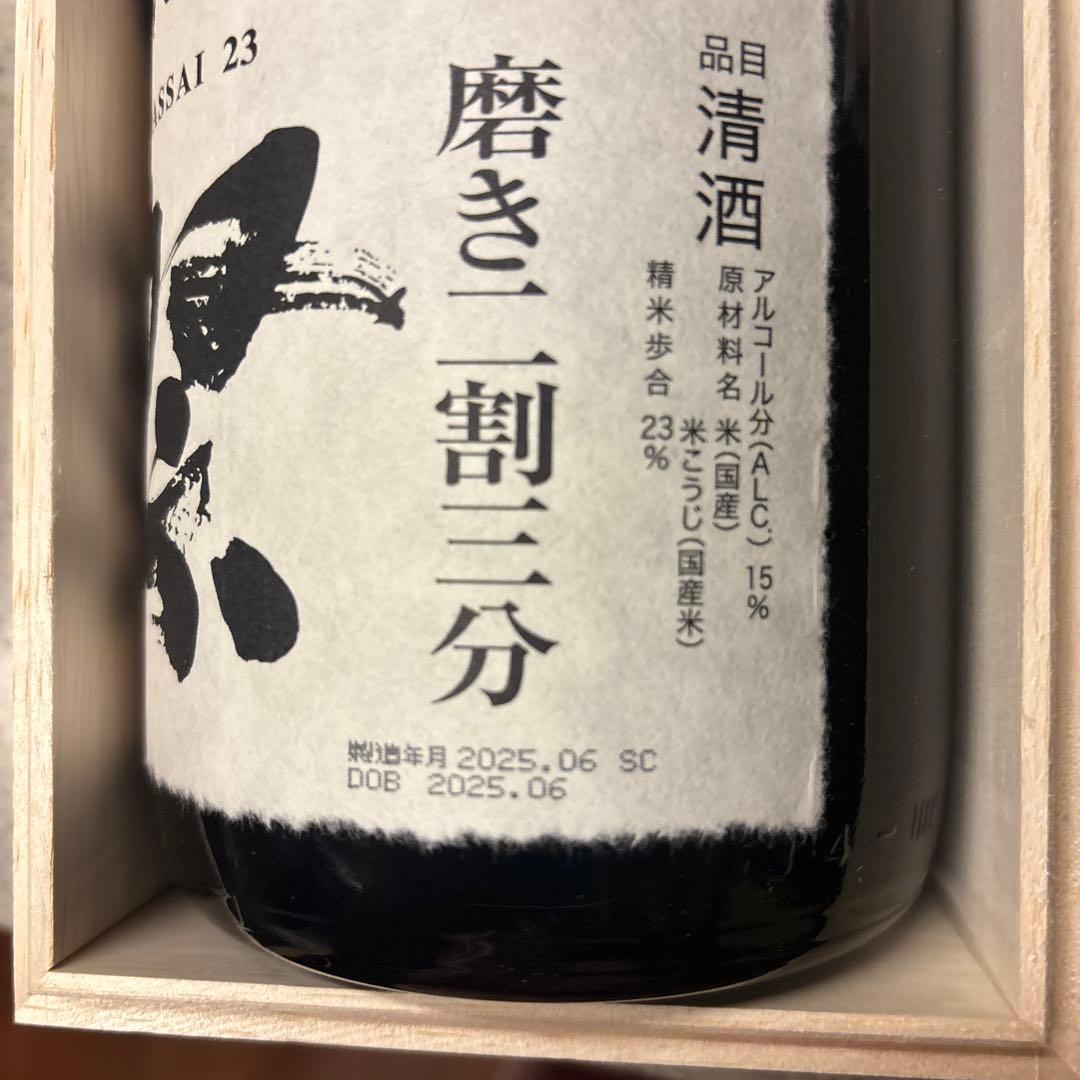 品目
清酒
アルコール分(ALC.) 15%
原材料名 米(国産)
米こうじ(国産米)
精米歩合 23%
磨き二割三分
ASSAI 23
祭
製造年月 2025.06 SC
DOB 2025.06